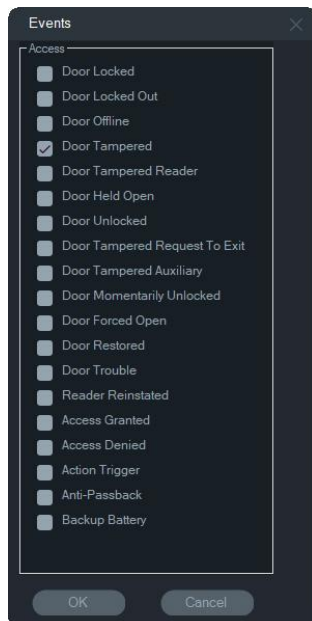 Events
Access
Door Locked
Door Locked Out
Door Offline
Door Tampered
Door Tampered Reader
Door Held Open
Door Unlocked
Door Tampered Request To Exit
Door Tampered Auxiliary
Door Momentarily Unlocked
Door Forced Open
Door Restored
Door Trouble
Reader Reinstated
Access Granted
Access Denied
Action Trigger
Anti-Passback
Backup Battery
OK Cancel